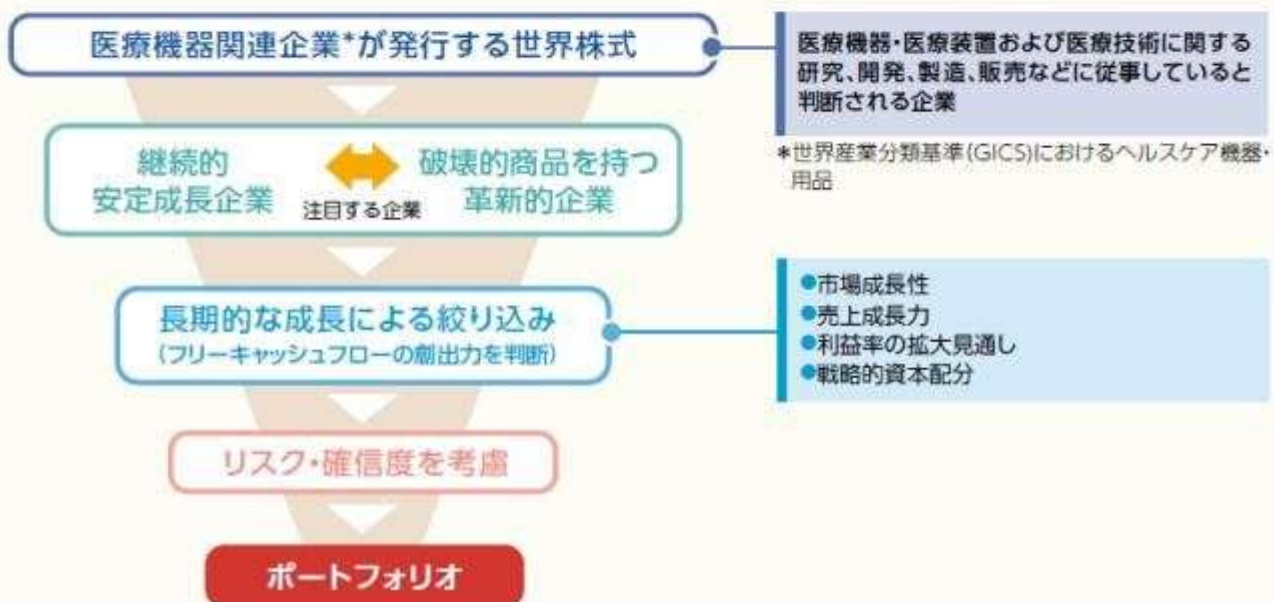 医療機器関連企業*が発行する世界株式
医療機器・医療装置および医療技術に関する
研究、開発、製造、販売などに従事していると
判断される企業
*世界産業分類基準(GICS)におけるヘルスケア機器・
用品
継続的
安定成長企業
注目する企業
破壊的商品を持つ
革新的企業
長期的な成長による絞り込み
(フリーキャッシュフローの創出力を判断)
●市場成長性
●売上成長力
●利益率の拡大見通し
●戦略的資本配分
リスク・確信度を考慮
ポートフォリオ